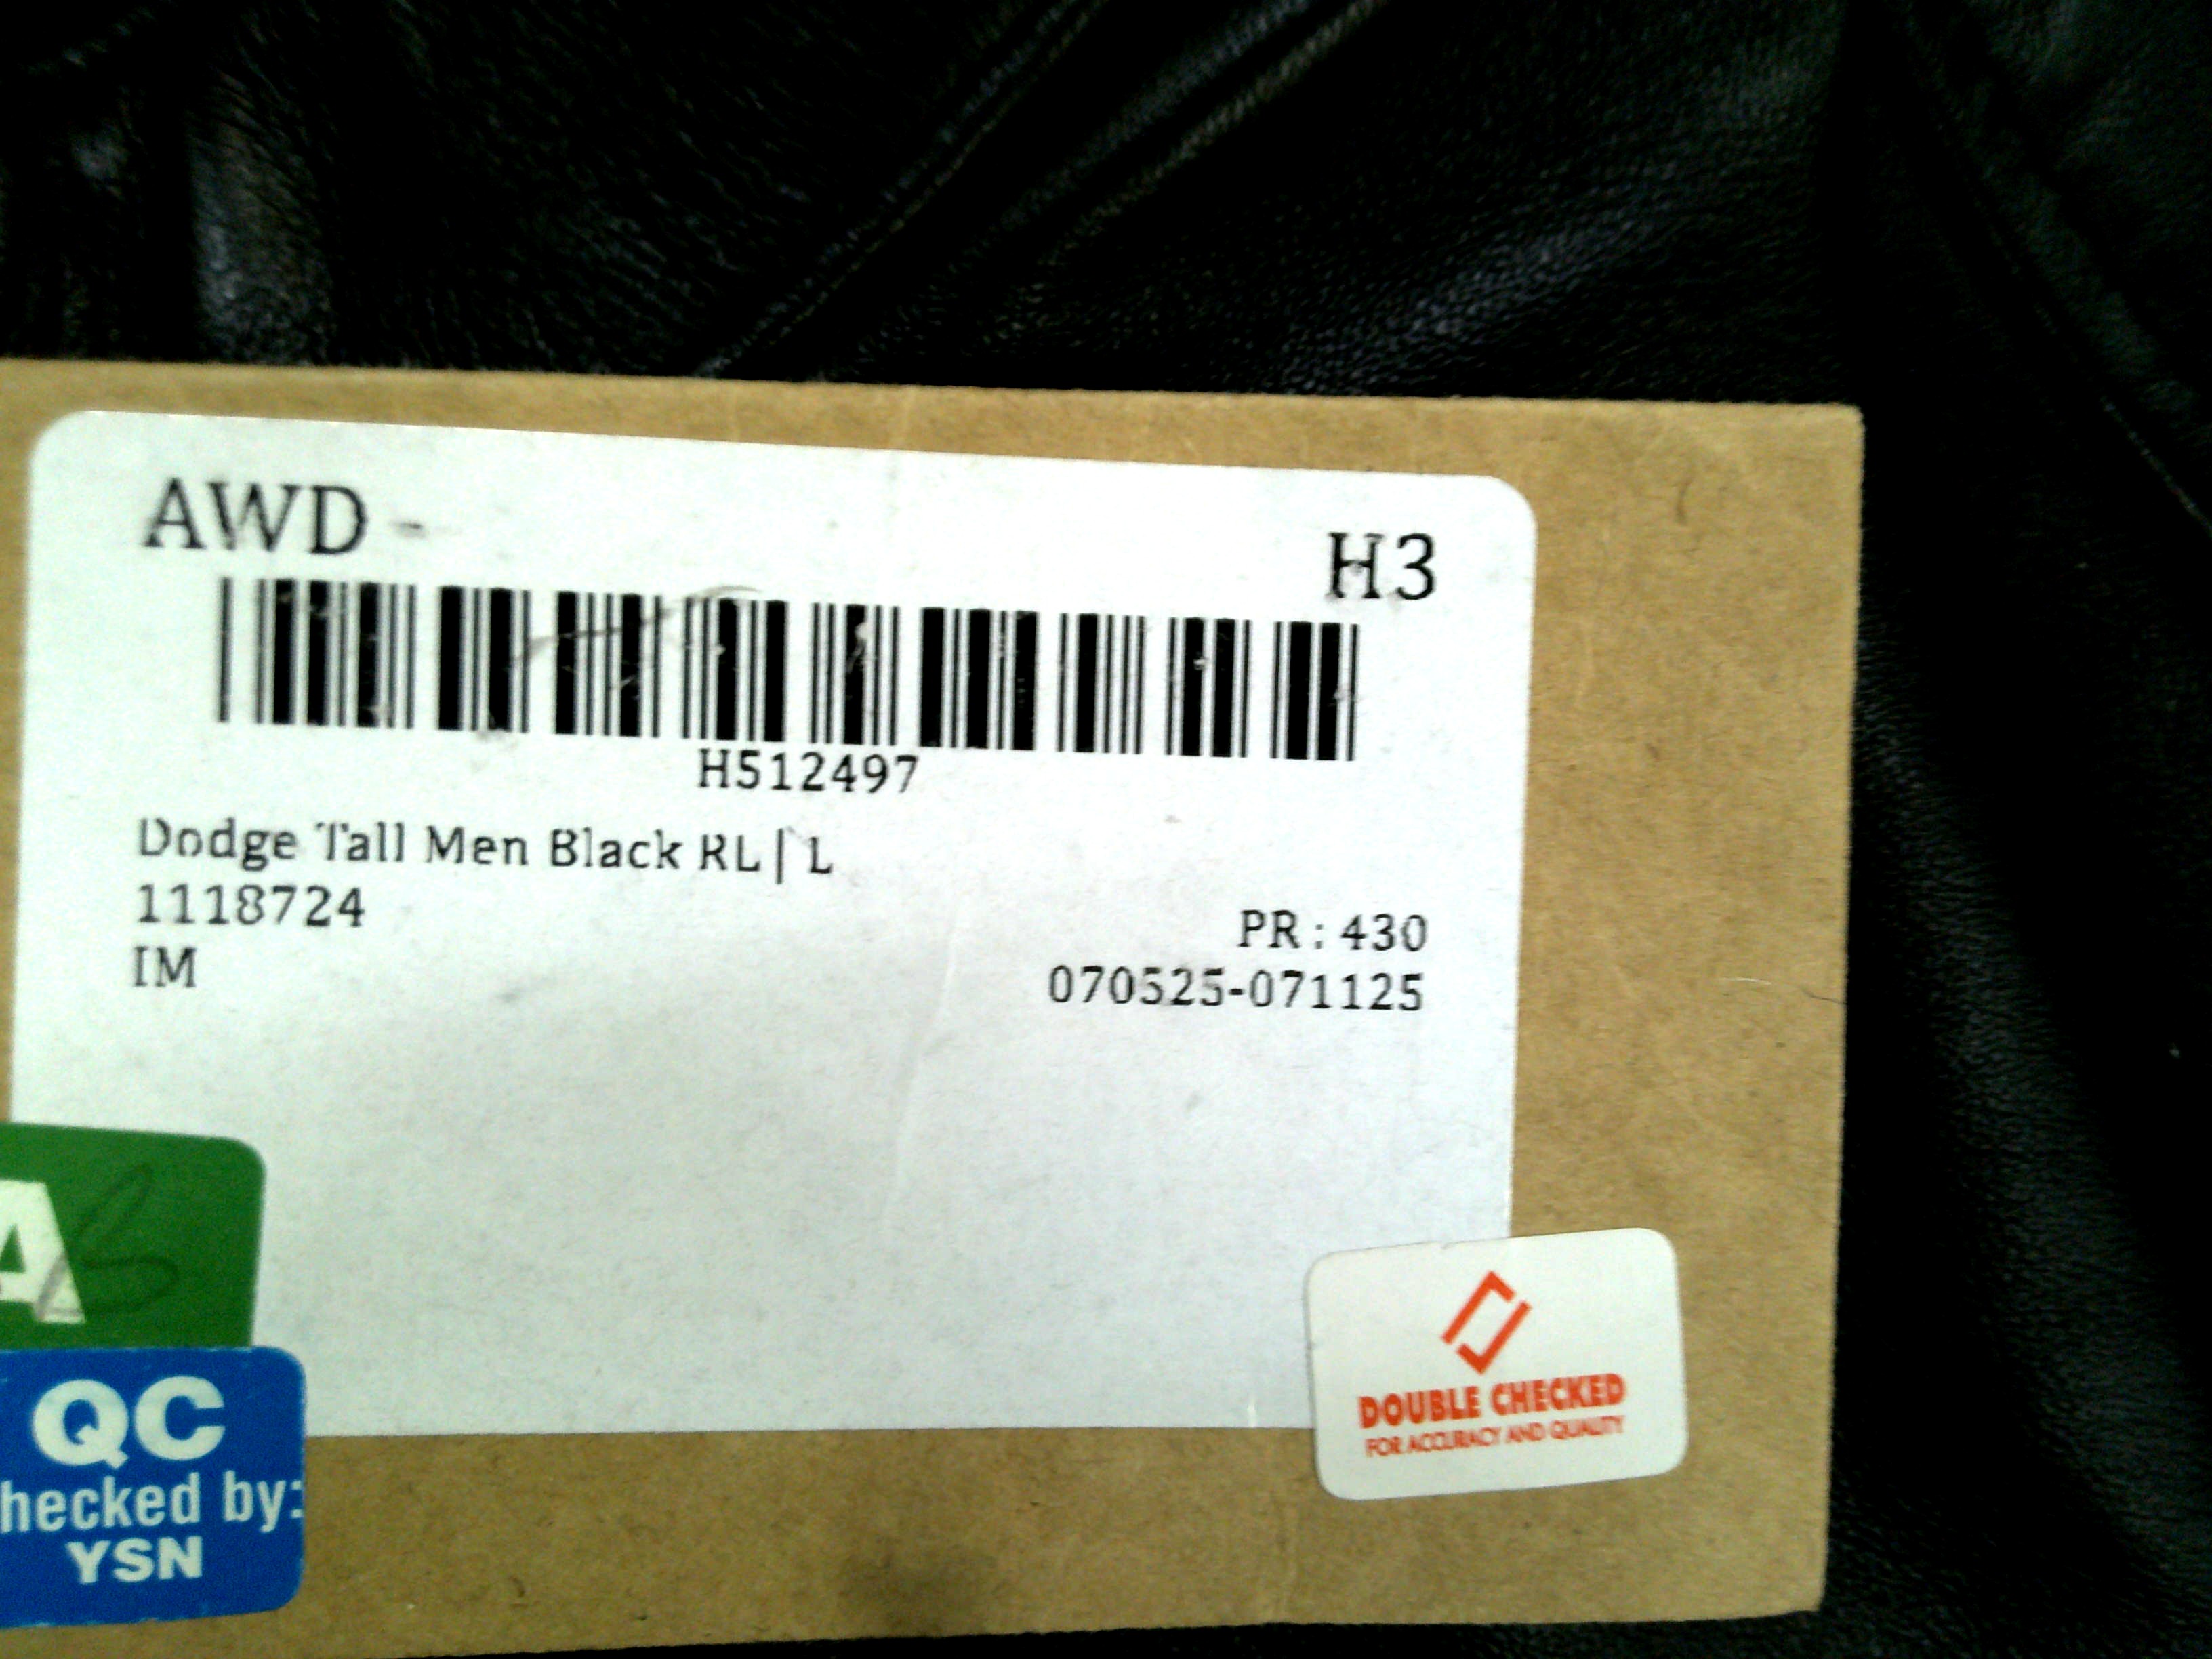 AWD -
H3
H512497
Dodge Tall Men Black RL | L
1118724
PR : 430
IM
070525-071125
A
QC
hecked by:
YSN
DOUBLE CHECKED
FOR ACCURACY AND QUALITY